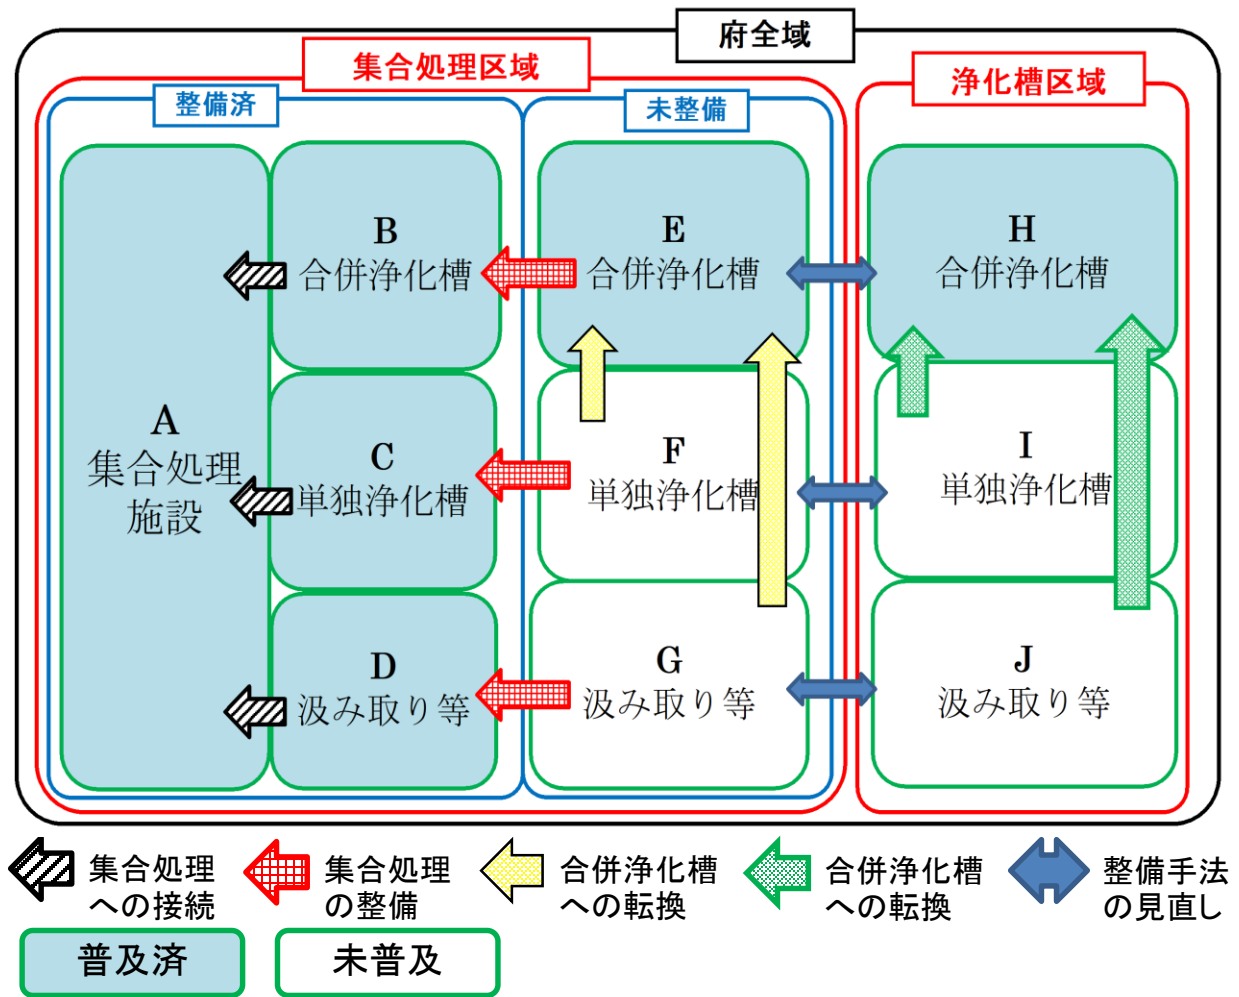 府全域
集合処理区域
浄化槽区域
整備済
未整備
A
集合処理
施設
B
合併浄化槽
C
単独浄化槽
D
汲み取り等
E
合併浄化槽
F
単独浄化槽
G
汲み取り等
H
合併浄化槽
I
単独浄化槽
J
汲み取り等
集合処理
への接続
集合処理
の整備
合併浄化槽
への転換
合併浄化槽
への転換
整備手法
の見直し
普及済
未普及